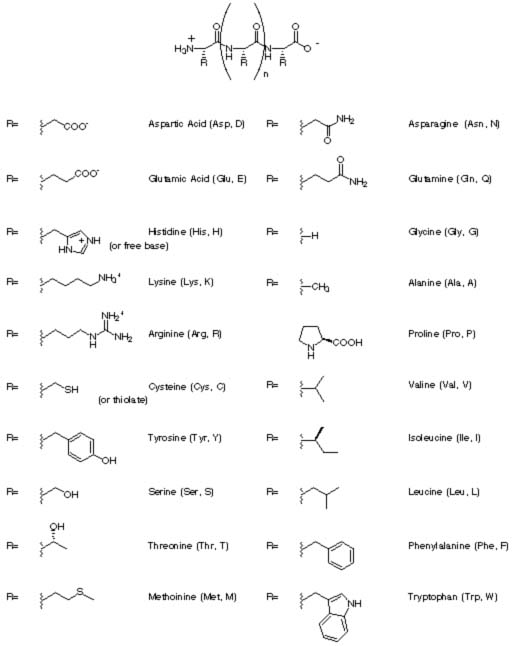 H₃N⁺ O N H O N H O O⁻
R R R n
R= COO⁻ Aspartic Acid (Asp, D) R= NH₂ O Asparagine (Asn, N)
R= COO⁻ Glutamic Acid (Glu, E) R= O NH₂ Glutamine (Gln, Q)
R= HN + NH Histidine (His, H) R= H Glycine (Gly, G)
(or free base)
R= NH₃⁺ Lysine (Lys, K) R= CH₃ Alanine (Ala, A)
R= NH₂⁺ N H NH₂ Arginine (Arg, R) R= N H COOH Proline (Pro, P)
R= SH Cysteine (Cys, C) R= Valine (Val, V)
(or thiolate)
R= OH Tyrosine (Tyr, Y) R= Isoleucine (Ile, I)
R= OH Serine (Ser, S) R= Leucine (Leu, L)
R= OH Threonine (Thr, T) R= Phenylalanine (Phe, F)
R= S Methoinine (Met, M) R= NH Tryptophan (Trp, W)